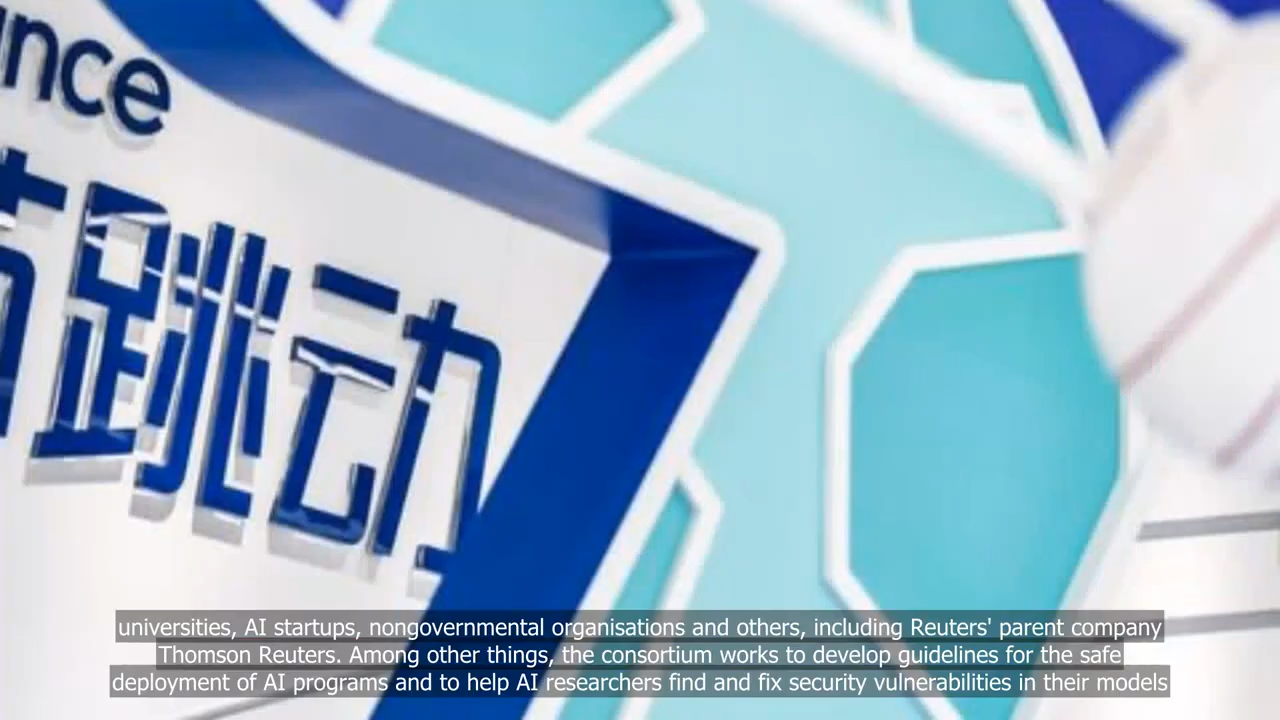 ance
跳动
universities, AI startups, nongovernmental organisations and others, including Reuters' parent company
Thomson Reuters. Among other things, the consortium works to develop guidelines for the safe
deployment of AI programs and to help AI researchers find and fix security vulnerabilities in their models